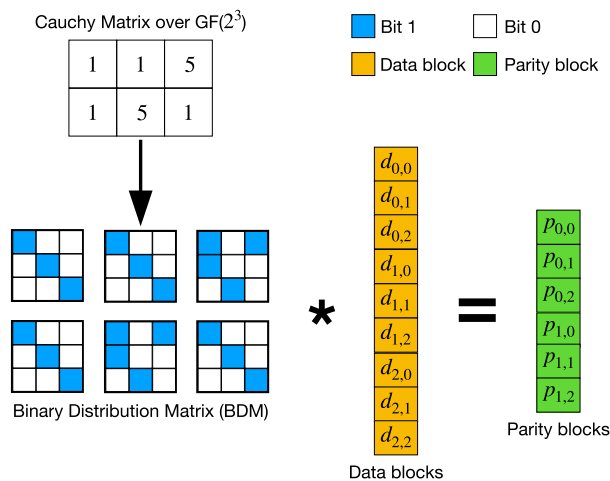 Cauchy Matrix over GF(2³)
1 1 5
1 5 1
Bit 1
Bit 0
Data block
Parity block
Binary Distribution Matrix (BDM)
*
d₀,₀
d₀,₁
d₀,₂
d₁,₀
d₁,₁
d₁,₂
d₂,₀
d₂,₁
d₂,₂
Data blocks
=
p₀,₀
p₀,₁
p₀,₂
p₁,₀
p₁,₁
p₁,₂
Parity blocks